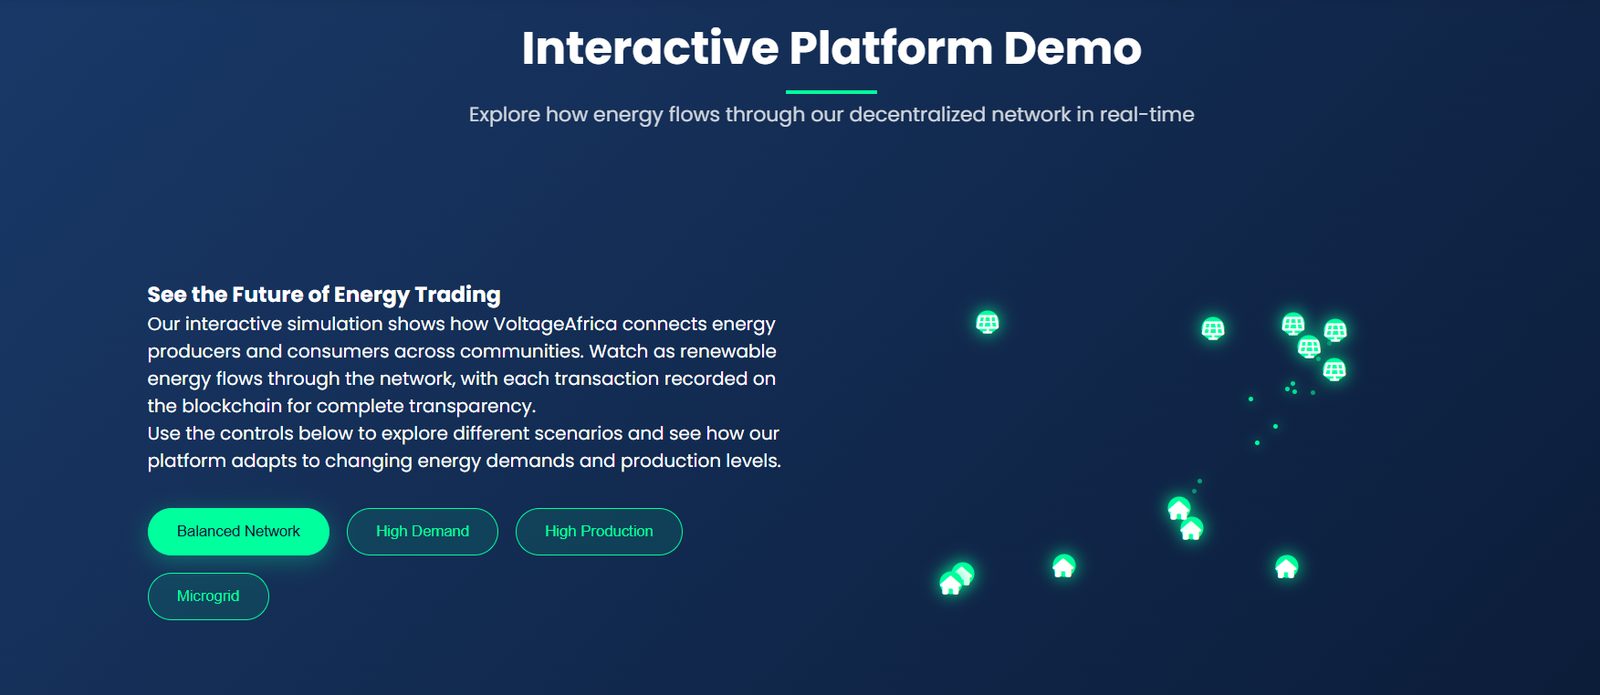 Interactive Platform Demo
Explore how energy flows through our decentralized network in real-time
See the Future of Energy Trading
Our interactive simulation shows how VoltageAfrica connects energy
producers and consumers across communities. Watch as renewable
energy flows through the network, with each transaction recorded on
the blockchain for complete transparency.
Use the controls below to explore different scenarios and see how our
platform adapts to changing energy demands and production levels.
Balanced Network
High Demand
High Production
Microgrid